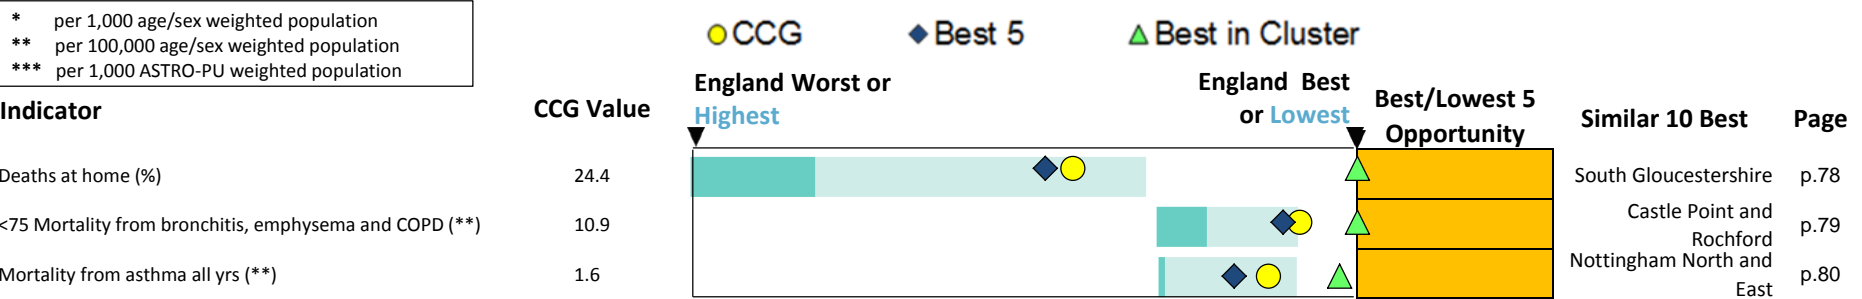 * per 1,000 age/sex weighted population
** per 100,000 age/sex weighted population
*** per 1,000 ASTRO-PU weighted population
CCG Best 5 Best in Cluster
England Worst or Highest
England Best or Lowest
Best/Lowest 5 Opportunity
Indicator CCG Value Similar 10 Best Page
Deaths at home (%) 24.4 South Gloucestershire p.78
<75 Mortality from bronchitis, emphysema and COPD (**) 10.9 Castle Point and Rochford p.79
Mortality from asthma all yrs (**) 1.6 Nottingham North and East p.80